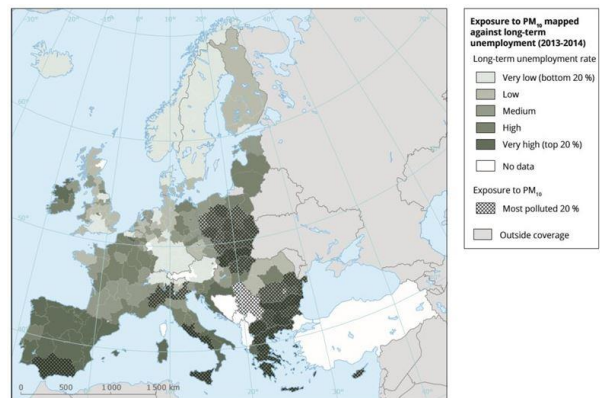 Exposure to PM10 mapped
against long-term
unemployment (2013-2014)
Long-term unemployment rate
Very low (bottom 20 %)
Low
Medium
High
Very high (top 20 %)
No data
Exposure to PM10
Most polluted 20 %
Outside coverage
0 500 1 000 1 500 km